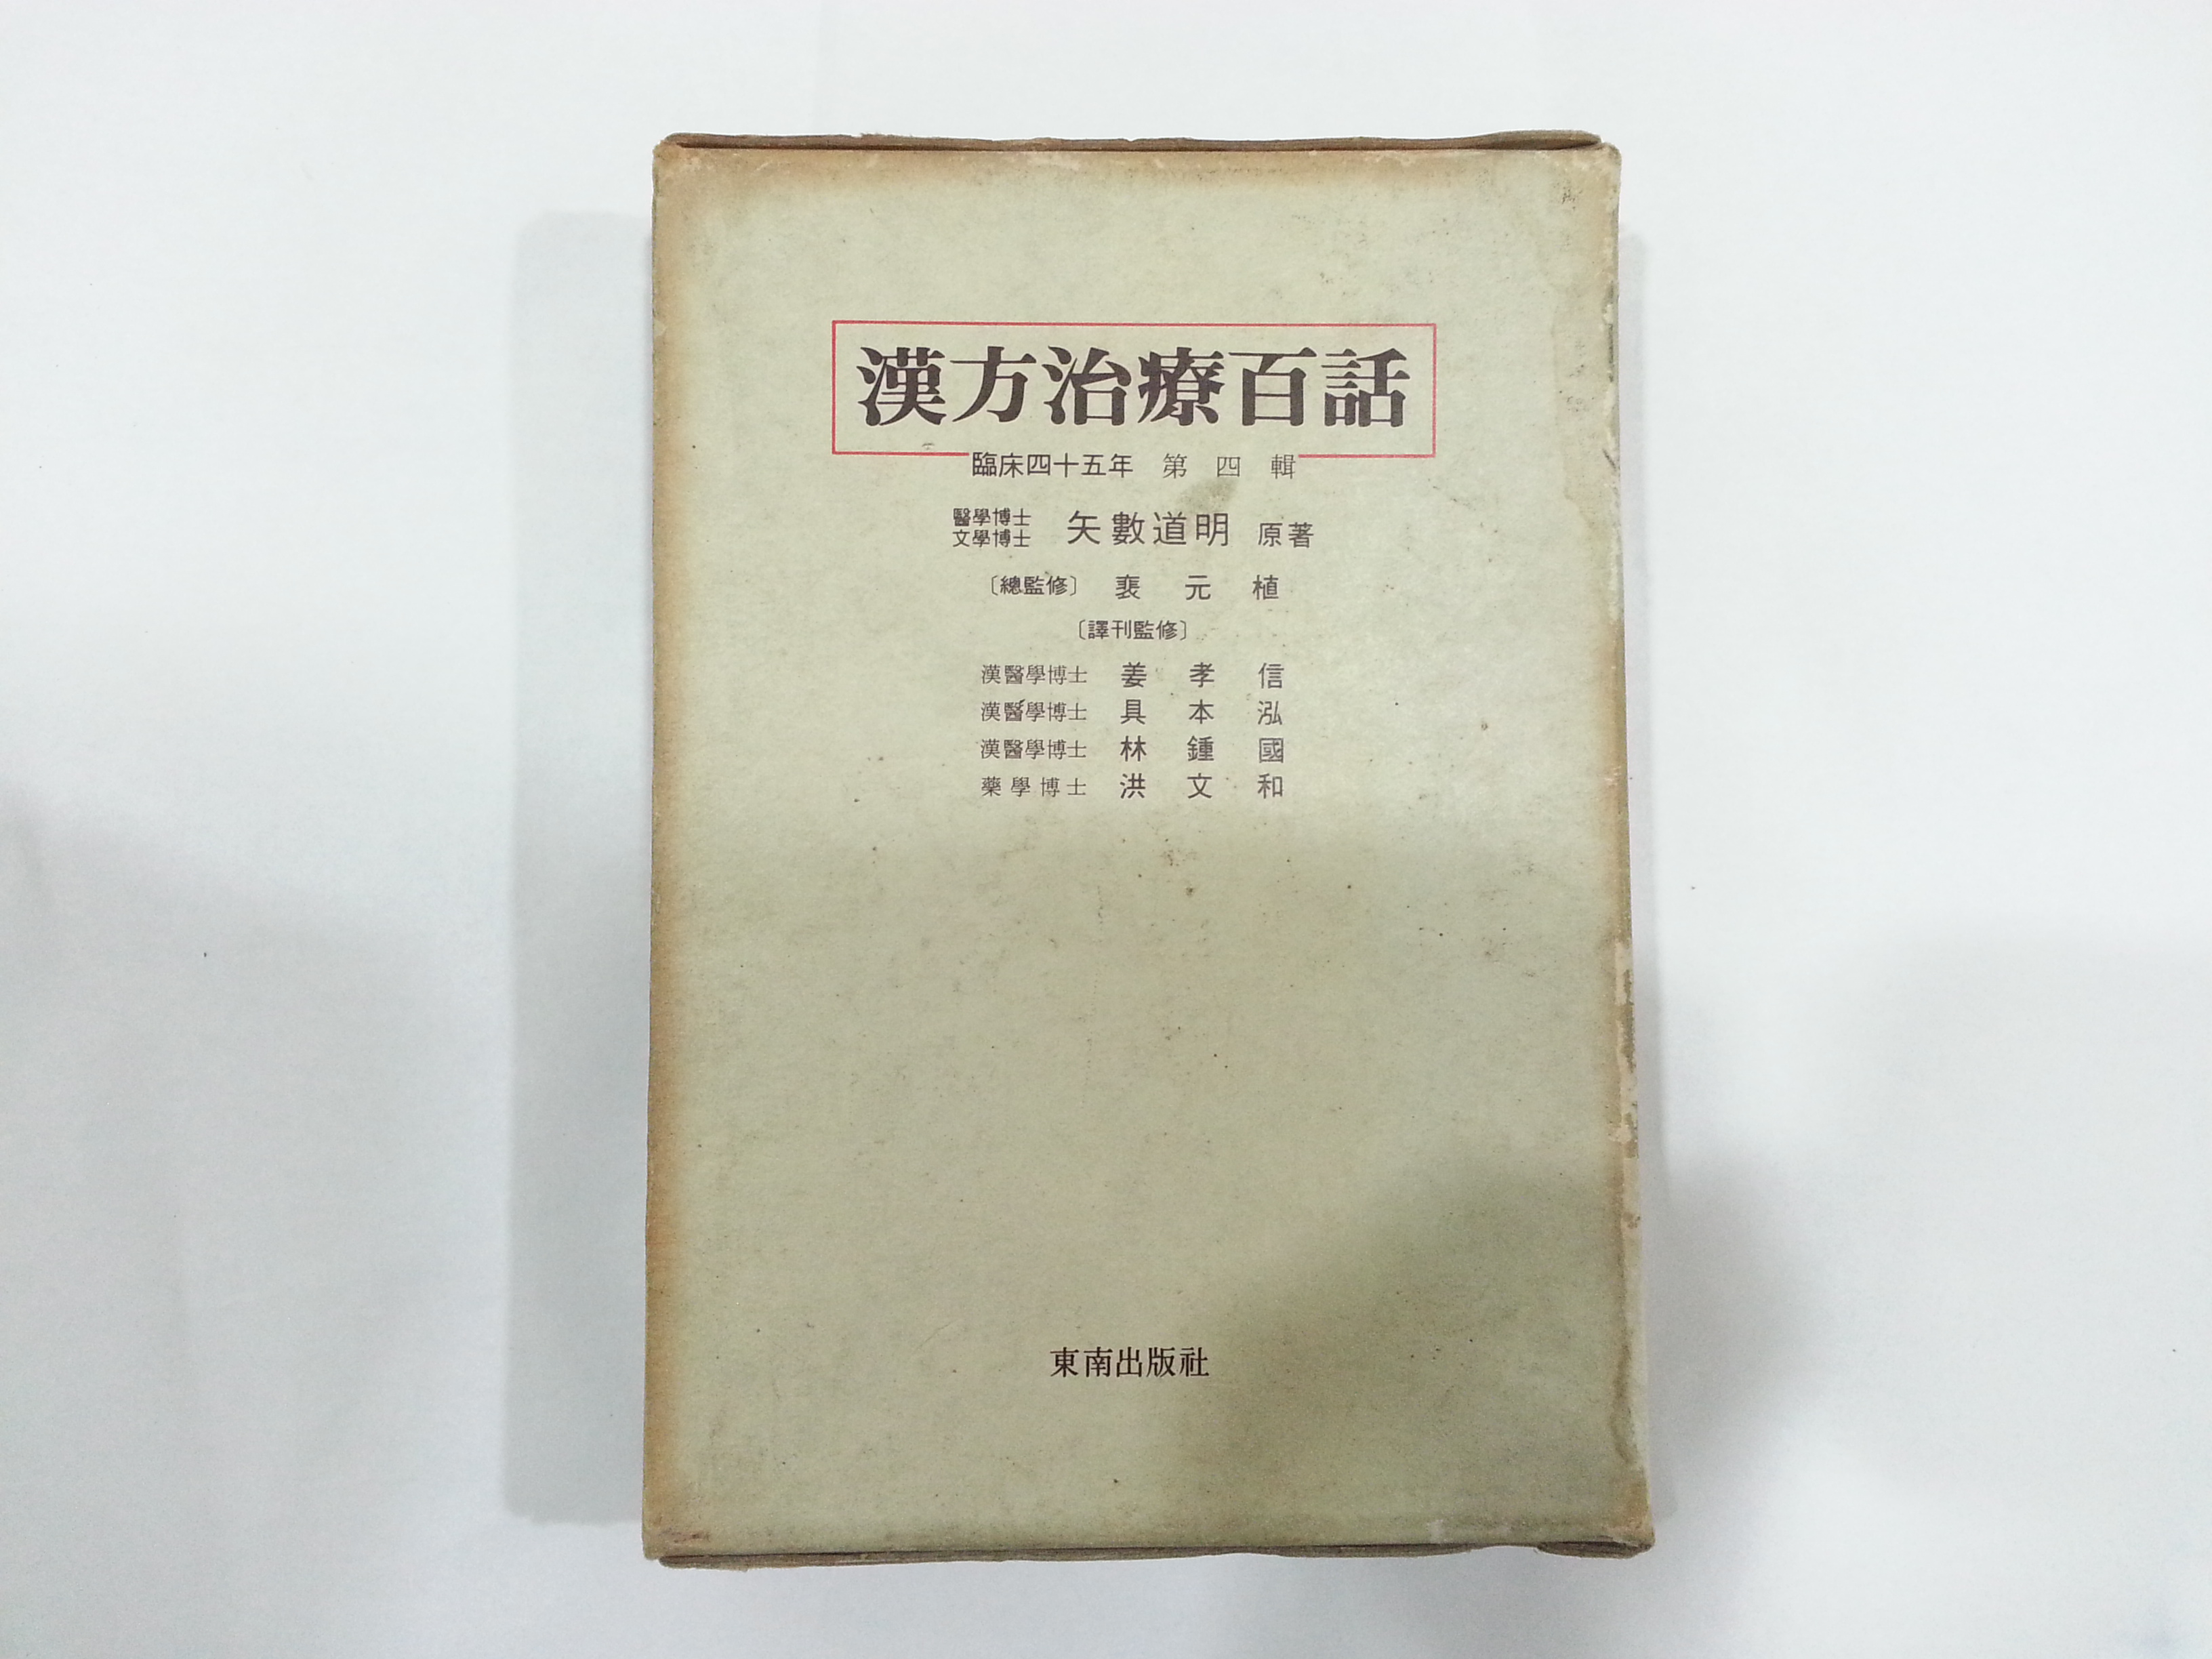 漢方治療百話
臨床四十五年 第四輯
醫學博士
文學博士 矢數道明 原著
〔總監修〕 裵元植
〔譯刊監修〕
漢醫學博士 姜孝信
漢醫學博士 具本泓
漢醫學博士 林鍾國
藥學博士 洪文和
東南出版社